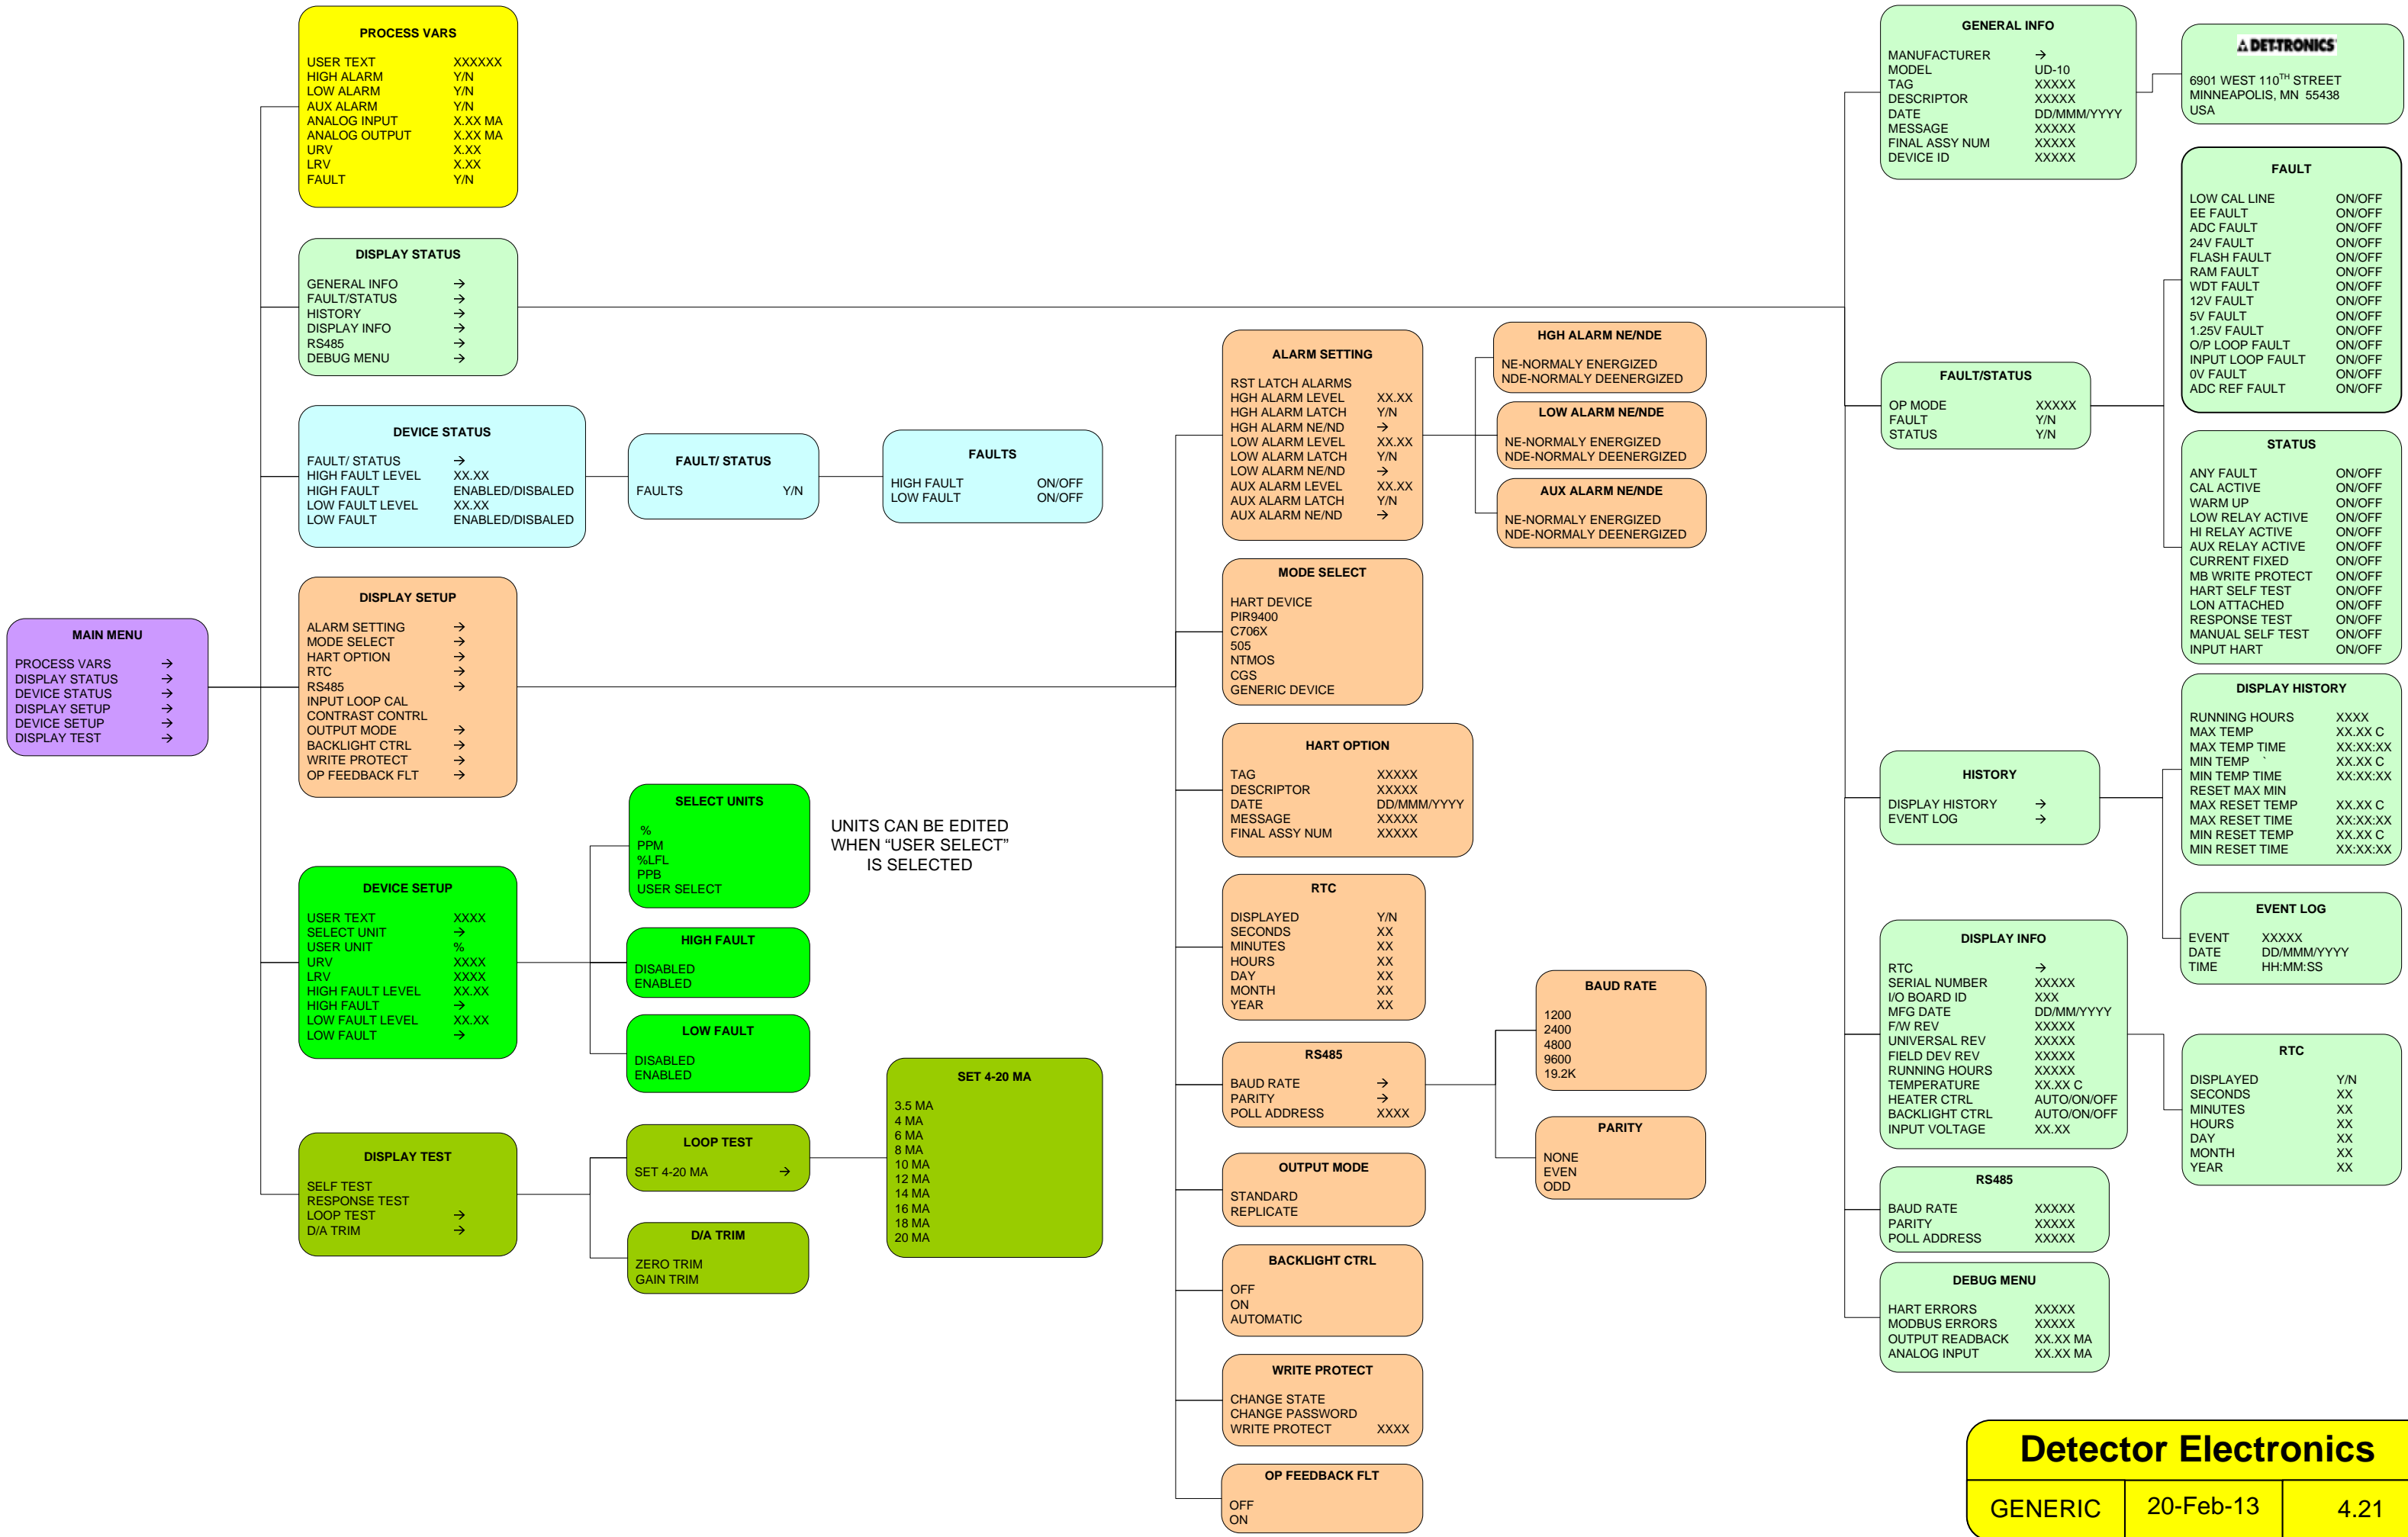 MAIN MENU
PROCESS VARS →
DISPLAY STATUS →
DEVICE STATUS →
DISPLAY SETUP →
DEVICE SETUP →
DISPLAY TEST →
PROCESS VARS
USER TEXT XXXXXX
HIGH ALARM Y/N
LOW ALARM Y/N
AUX ALARM Y/N
ANALOG INPUT X.XX MA
ANALOG OUTPUT X.XX MA
URV X.XX
LRV X.XX
FAULT Y/N
DISPLAY STATUS
GENERAL INFO →
FAULT/STATUS →
HISTORY →
DISPLAY INFO →
RS485 →
DEBUG MENU →
DEVICE STATUS
FAULT/ STATUS →
HIGH FAULT LEVEL XX.XX
HIGH FAULT ENABLED/DISBALED
LOW FAULT LEVEL XX.XX
LOW FAULT ENABLED/DISBALED
FAULT/ STATUS
FAULTS Y/N
FAULTS
HIGH FAULT ON/OFF
LOW FAULT ON/OFF
DISPLAY SETUP
ALARM SETTING →
MODE SELECT →
HART OPTION →
RTC →
RS485 →
INPUT LOOP CAL
CONTRAST CONTRL
OUTPUT MODE →
BACKLIGHT CTRL →
WRITE PROTECT →
OP FEEDBACK FLT →
DEVICE SETUP
USER TEXT XXXX
SELECT UNIT →
USER UNIT %
URV XXXX
LRV XXXX
HIGH FAULT LEVEL XX.XX
HIGH FAULT →
LOW FAULT LEVEL XX.XX
LOW FAULT →
SELECT UNITS
%
PPM
%LFL
PPB
USER SELECT
UNITS CAN BE EDITED
WHEN “USER SELECT”
IS SELECTED
HIGH FAULT
DISABLED
ENABLED
LOW FAULT
DISABLED
ENABLED
DISPLAY TEST
SELF TEST
RESPONSE TEST
LOOP TEST →
D/A TRIM →
LOOP TEST
SET 4-20 MA →
D/A TRIM
ZERO TRIM
GAIN TRIM
SET 4-20 MA
3.5 MA
4 MA
6 MA
8 MA
10 MA
12 MA
14 MA
16 MA
18 MA
20 MA
ALARM SETTING
RST LATCH ALARMS
HGH ALARM LEVEL XX.XX
HGH ALARM LATCH Y/N
HGH ALARM NE/ND →
LOW ALARM LEVEL XX.XX
LOW ALARM LATCH Y/N
LOW ALARM NE/ND →
AUX ALARM LEVEL XX.XX
AUX ALARM LATCH Y/N
AUX ALARM NE/ND →
HGH ALARM NE/NDE
NE-NORMALY ENERGIZED
NDE-NORMALY DEENERGIZED
LOW ALARM NE/NDE
NE-NORMALY ENERGIZED
NDE-NORMALY DEENERGIZED
AUX ALARM NE/NDE
NE-NORMALY ENERGIZED
NDE-NORMALY DEENERGIZED
MODE SELECT
HART DEVICE
PIR9400
C706X
505
NTMOS
CGS
GENERIC DEVICE
HART OPTION
TAG XXXXX
DESCRIPTOR XXXXX
DATE DD/MMM/YYYY
MESSAGE XXXXX
FINAL ASSY NUM XXXXX
RTC
DISPLAYED Y/N
SECONDS XX
MINUTES XX
HOURS XX
DAY XX
MONTH XX
YEAR XX
RS485
BAUD RATE →
PARITY →
POLL ADDRESS XXXX
BAUD RATE
1200
2400
4800
9600
19.2K
PARITY
NONE
EVEN
ODD
OUTPUT MODE
STANDARD
REPLICATE
BACKLIGHT CTRL
OFF
ON
AUTOMATIC
WRITE PROTECT
CHANGE STATE
CHANGE PASSWORD
WRITE PROTECT XXXX
OP FEEDBACK FLT
OFF
ON
GENERAL INFO
MANUFACTURER →
MODEL UD-10
TAG XXXXX
DESCRIPTOR XXXXX
DATE DD/MMM/YYYY
MESSAGE XXXXX
FINAL ASSY NUM XXXXX
DEVICE ID XXXXX
DET-TRONICS
6901 WEST 110TH STREET
MINNEAPOLIS, MN 55438
USA
FAULT/STATUS
OP MODE XXXXX
FAULT Y/N
STATUS Y/N
FAULT
LOW CAL LINE ON/OFF
EE FAULT ON/OFF
ADC FAULT ON/OFF
24V FAULT ON/OFF
FLASH FAULT ON/OFF
RAM FAULT ON/OFF
WDT FAULT ON/OFF
12V FAULT ON/OFF
5V FAULT ON/OFF
1.25V FAULT ON/OFF
O/P LOOP FAULT ON/OFF
INPUT LOOP FAULT ON/OFF
0V FAULT ON/OFF
ADC REF FAULT ON/OFF
STATUS
ANY FAULT ON/OFF
CAL ACTIVE ON/OFF
WARM UP ON/OFF
LOW RELAY ACTIVE ON/OFF
HI RELAY ACTIVE ON/OFF
AUX RELAY ACTIVE ON/OFF
CURRENT FIXED ON/OFF
MB WRITE PROTECT ON/OFF
HART SELF TEST ON/OFF
LON ATTACHED ON/OFF
RESPONSE TEST ON/OFF
MANUAL SELF TEST ON/OFF
INPUT HART ON/OFF
HISTORY
DISPLAY HISTORY →
EVENT LOG →
DISPLAY HISTORY
RUNNING HOURS XXXX
MAX TEMP XX.XX C
MAX TEMP TIME XX:XX:XX
MIN TEMP ` XX.XX C
MIN TEMP TIME XX:XX:XX
RESET MAX MIN
MAX RESET TEMP XX.XX C
MAX RESET TIME XX:XX:XX
MIN RESET TEMP XX.XX C
MIN RESET TIME XX:XX:XX
EVENT LOG
EVENT XXXXX
DATE DD/MMM/YYYY
TIME HH:MM:SS
DISPLAY INFO
RTC →
SERIAL NUMBER XXXXX
I/O BOARD ID XXX
MFG DATE DD/MM/YYYY
F/W REV XXXXX
UNIVERSAL REV XXXXX
FIELD DEV REV XXXXX
RUNNING HOURS XXXXX
TEMPERATURE XX.XX C
HEATER CTRL AUTO/ON/OFF
BACKLIGHT CTRL AUTO/ON/OFF
INPUT VOLTAGE XX.XX
RTC
DISPLAYED Y/N
SECONDS XX
MINUTES XX
HOURS XX
DAY XX
MONTH XX
YEAR XX
RS485
BAUD RATE XXXXX
PARITY XXXXX
POLL ADDRESS XXXXX
DEBUG MENU
HART ERRORS XXXXX
MODBUS ERRORS XXXXX
OUTPUT READBACK XX.XX MA
ANALOG INPUT XX.XX MA
Detector Electronics
GENERIC 20-Feb-13 4.21